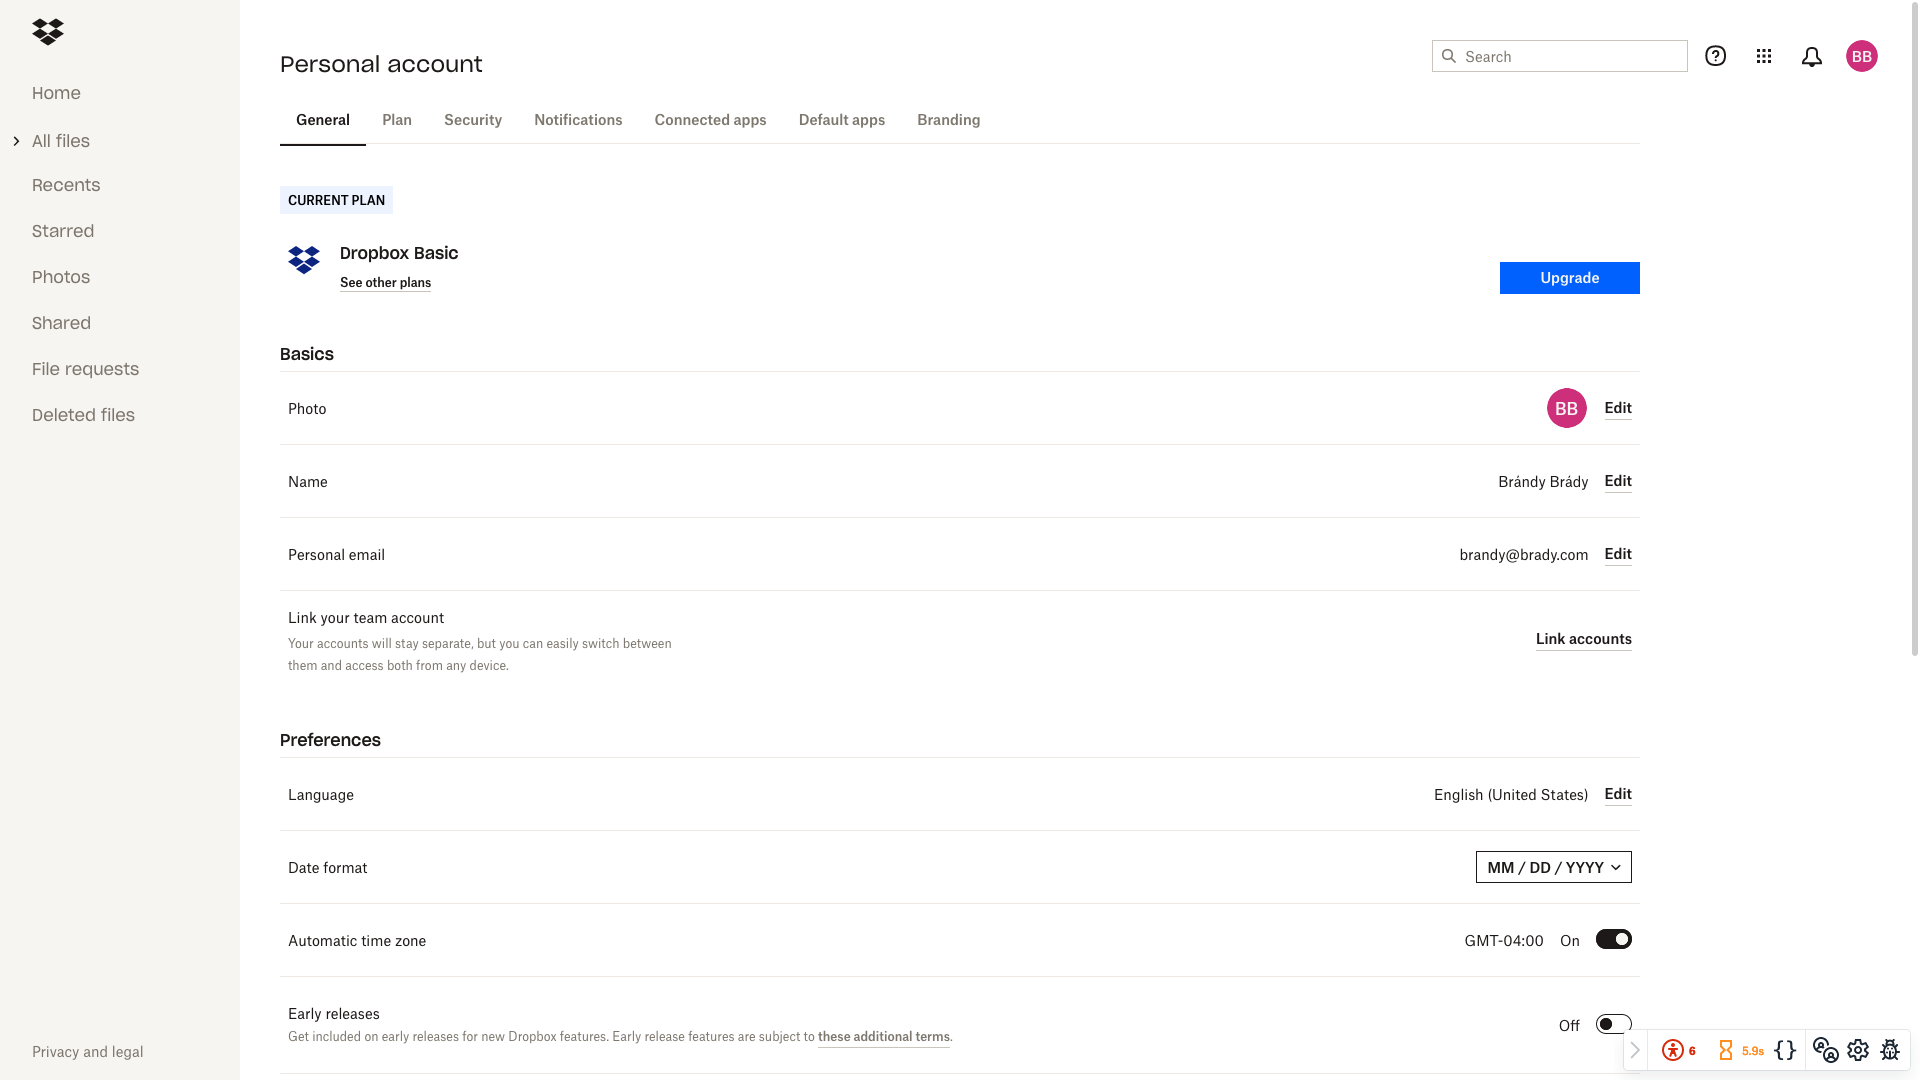 Home
All files
Recents
Starred
Photos
Shared
File requests
Deleted files
Privacy and legal
Personal account
Search
BB
General Plan Security Notifications Connected apps Default apps Branding
CURRENT PLAN
Dropbox Basic
See other plans
Upgrade
Basics
Photo BB Edit
Name Brándy Brády Edit
Personal email brandy@brady.com Edit
Link your team account
Your accounts will stay separate, but you can easily switch between
them and access both from any device.
Link accounts
Preferences
Language English (United States) Edit
Date format MM / DD / YYYY
Automatic time zone GMT-04:00 On
Early releases
Get included on early releases for new Dropbox features. Early release features are subject to these additional terms.
Off
6 5.9s